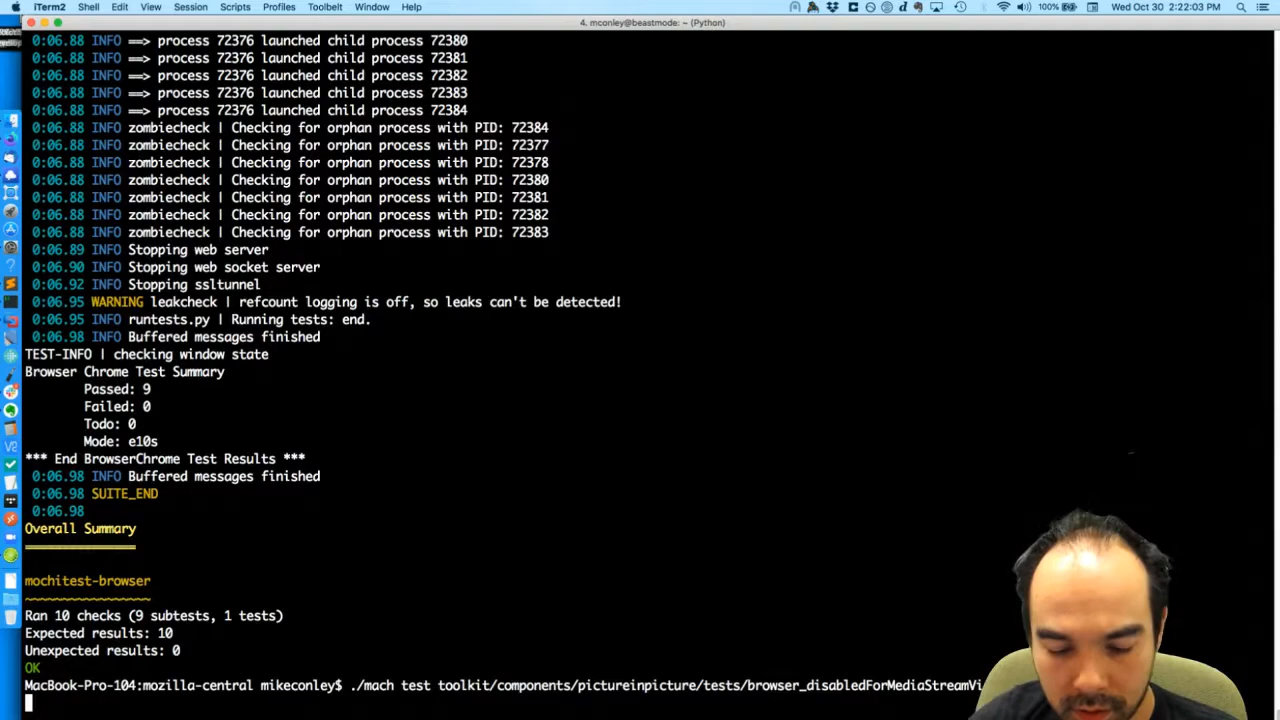 iTerm2 Shell Edit View Session Scripts Profiles Toolbelt Window Help 100% Wed Oct 30 2:22:03 PM
4. mconley@beastmode: ~ (Python)
0:06.88 INFO ==> process 72376 launched child process 72380
0:06.88 INFO ==> process 72376 launched child process 72381
0:06.88 INFO ==> process 72376 launched child process 72382
0:06.88 INFO ==> process 72376 launched child process 72383
0:06.88 INFO ==> process 72376 launched child process 72384
0:06.88 INFO zombiecheck | Checking for orphan process with PID: 72384
0:06.88 INFO zombiecheck | Checking for orphan process with PID: 72377
0:06.88 INFO zombiecheck | Checking for orphan process with PID: 72378
0:06.88 INFO zombiecheck | Checking for orphan process with PID: 72380
0:06.88 INFO zombiecheck | Checking for orphan process with PID: 72381
0:06.88 INFO zombiecheck | Checking for orphan process with PID: 72382
0:06.88 INFO zombiecheck | Checking for orphan process with PID: 72383
0:06.89 INFO Stopping web server
0:06.90 INFO Stopping web socket server
0:06.92 INFO Stopping ssltunnel
0:06.95 WARNING leakcheck | refcount logging is off, so leaks can't be detected!
0:06.95 INFO runtests.py | Running tests: end.
0:06.98 INFO Buffered messages finished
TEST-INFO | checking window state
Browser Chrome Test Summary
Passed: 9
Failed: 0
Todo: 0
Mode: e10s
*** End BrowserChrome Test Results ***
0:06.98 INFO Buffered messages finished
0:06.98 SUITE_END
0:06.98
Overall Summary
===============
mochitest-browser
~~~~~~~~~~~~~~~~~
Ran 10 checks (9 subtests, 1 tests)
Expected results: 10
Unexpected results: 0
OK
MacBook-Pro-104:mozilla-central mikeconley$ ./mach test toolkit/components/pictureinpicture/tests/browser_disabledForMediaStreamVi